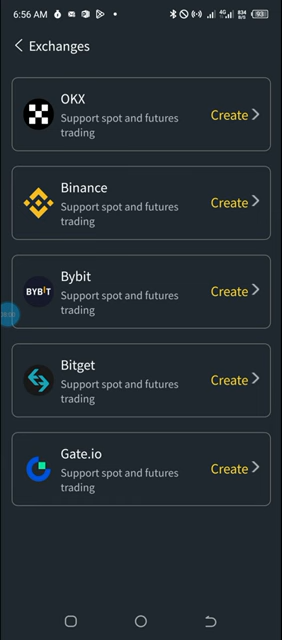 6:56 AM
4G
834
B/S
93
Exchanges
OKX
Support spot and futures
trading
Create
Binance
Support spot and futures
trading
Create
BYBIT
Bybit
Support spot and futures
trading
Create
Bitget
Support spot and futures
trading
Create
Gate.io
Support spot and futures
trading
Create